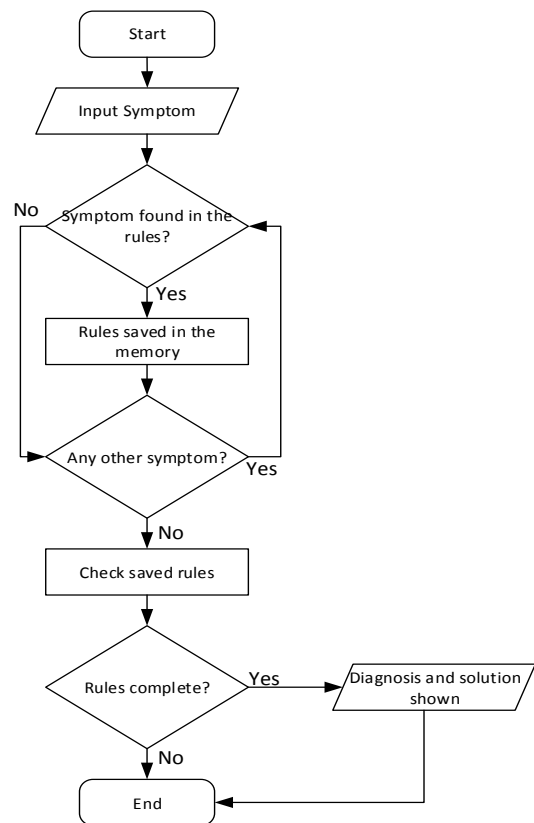 Start
Input Symptom
No
Symptom found in the
rules?
Yes
Rules saved in the
memory
Any other symptom?
Yes
No
Check saved rules
Rules complete?
Yes
Diagnosis and solution
shown
No
End